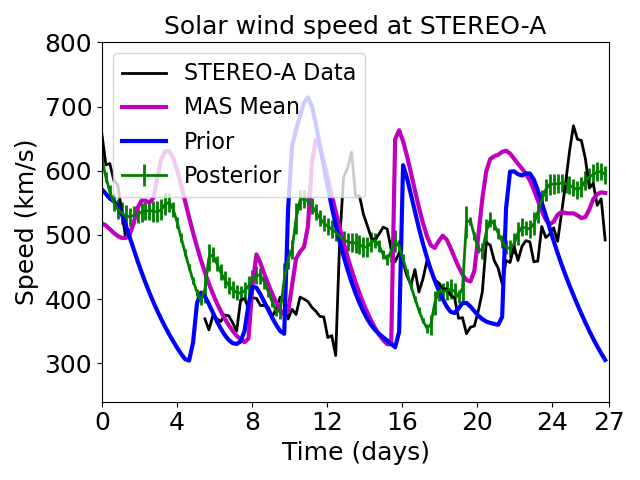 Solar wind speed at STEREO-A
800
700
600
500
400
300
Speed (km/s)
STEREO-A Data
MAS Mean
Prior
Posterior
0 4 8 12 16 20 24 27
Time (days)